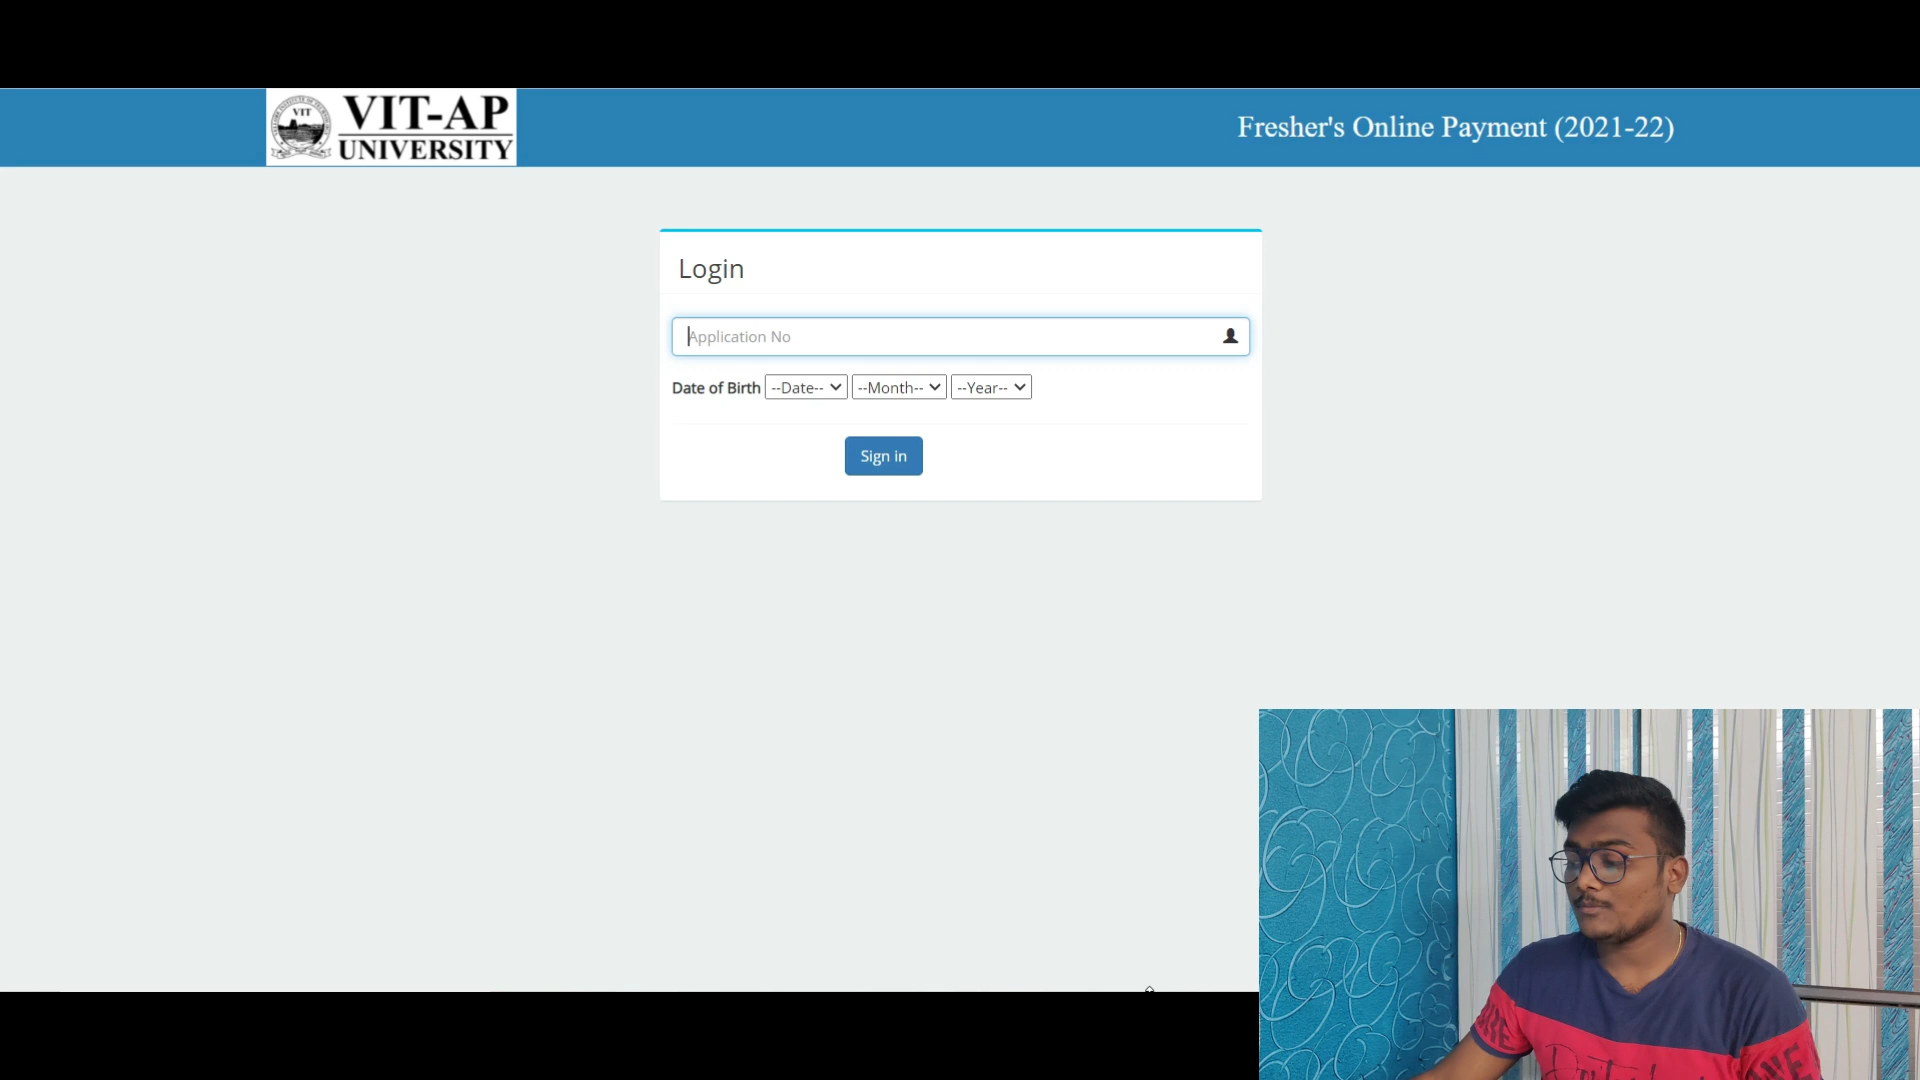 VIT
VIT-AP
UNIVERSITY
Fresher's Online Payment (2021-22)
Login
Application No
Date of Birth --Date-- --Month-- --Year--
Sign in